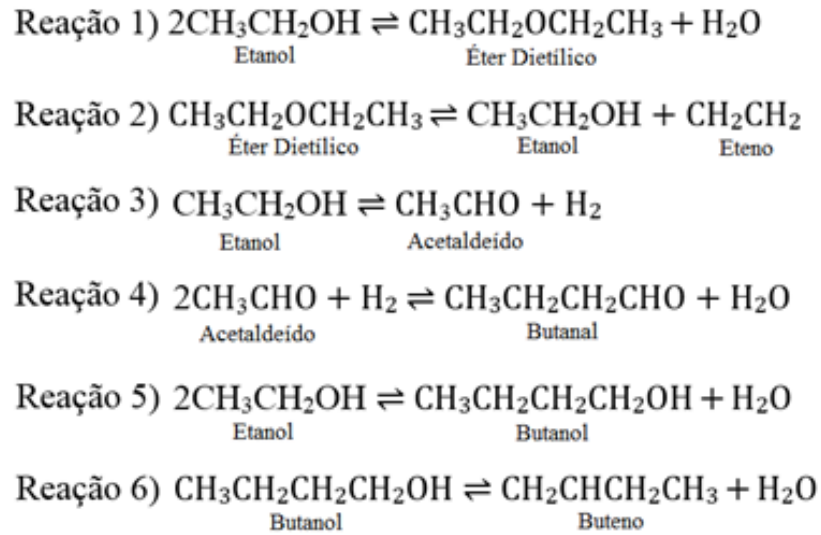 Reação 1) 2CH₃CH₂OH ⇌ CH₃CH₂OCH₂CH₃ + H₂O
Etanol Éter Dietílico
Reação 2) CH₃CH₂OCH₂CH₃ ⇌ CH₃CH₂OH + CH₂CH₂
Éter Dietílico Etanol Eteno
Reação 3) CH₃CH₂OH ⇌ CH₃CHO + H₂
Etanol Acetaldeído
Reação 4) 2CH₃CHO + H₂ ⇌ CH₃CH₂CH₂CHO + H₂O
Acetaldeído Butanal
Reação 5) 2CH₃CH₂OH ⇌ CH₃CH₂CH₂CH₂OH + H₂O
Etanol Butanol
Reação 6) CH₃CH₂CH₂CH₂OH ⇌ CH₂CHCH₂CH₃ + H₂O
Butanol Buteno